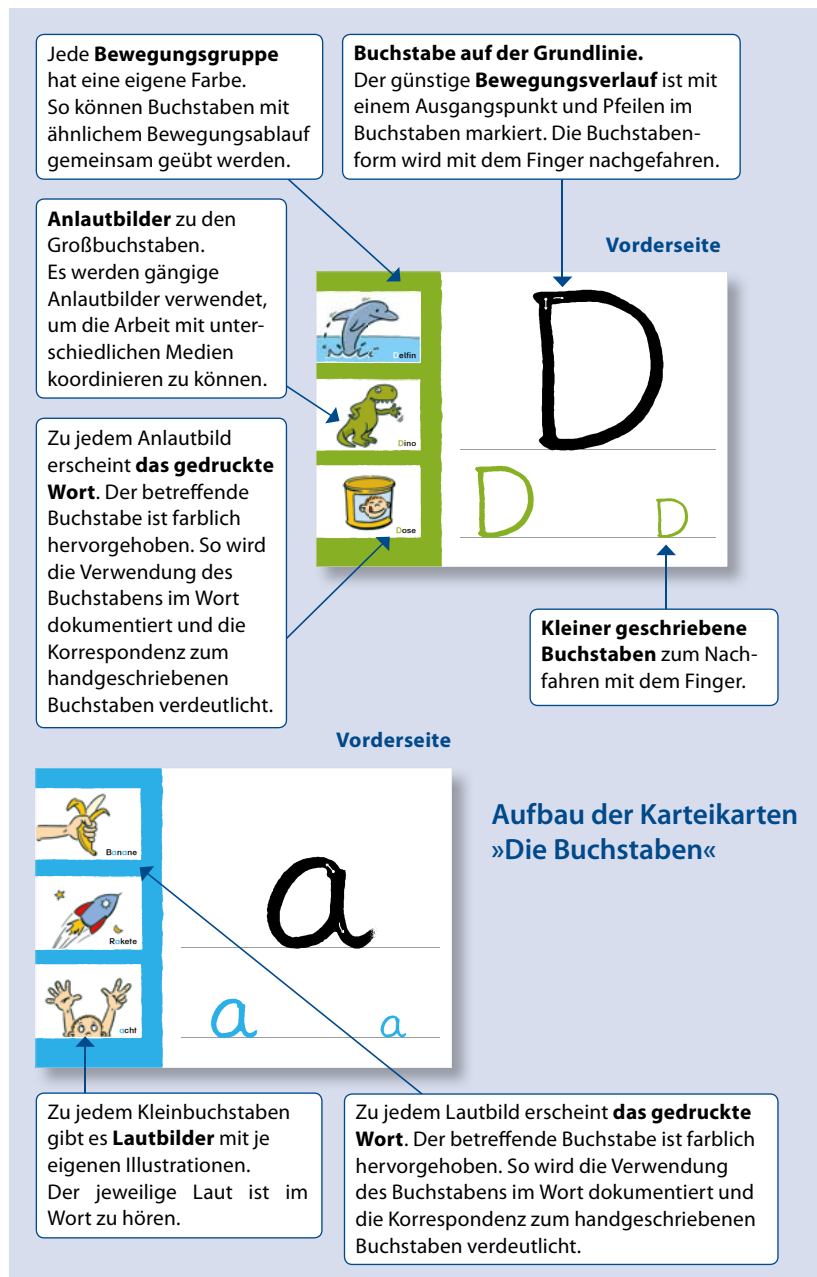 Jede Bewegungsgruppe
hat eine eigene Farbe.
So können Buchstaben mit
ähnlichem Bewegungsablauf
gemeinsam geübt werden.
Buchstabe auf der Grundlinie.
Der günstige Bewegungsverlauf ist mit
einem Ausgangspunkt und Pfeilen im
Buchstaben markiert. Die Buchstaben-
form wird mit dem Finger nachgefahren.
Anlautbilder zu den
Großbuchstaben.
Es werden gängige
Anlautbilder verwendet,
um die Arbeit mit unter-
schiedlichen Medien
koordinieren zu können.
Zu jedem Anlautbild
erscheint das gedruckte
Wort. Der betreffende
Buchstabe ist farblich
hervorgehoben. So wird
die Verwendung des
Buchstabens im Wort
dokumentiert und die
Korrespondenz zum
handgeschriebenen
Buchstaben verdeutlicht.
Vorderseite
Delfin
Dino
Dose
D
D D
Kleiner geschriebene
Buchstaben zum Nach-
fahren mit dem Finger.
Vorderseite
Banane
Rakete
acht
a
a a
Aufbau der Karteikarten
»Die Buchstaben«
Zu jedem Kleinbuchstaben
gibt es Lautbilder mit je
eigenen Illustrationen.
Der jeweilige Laut ist im
Wort zu hören.
Zu jedem Lautbild erscheint das gedruckte
Wort. Der betreffende Buchstabe ist farblich
hervorgehoben. So wird die Verwendung
des Buchstabens im Wort dokumentiert und
die Korrespondenz zum handgeschriebenen
Buchstaben verdeutlicht.